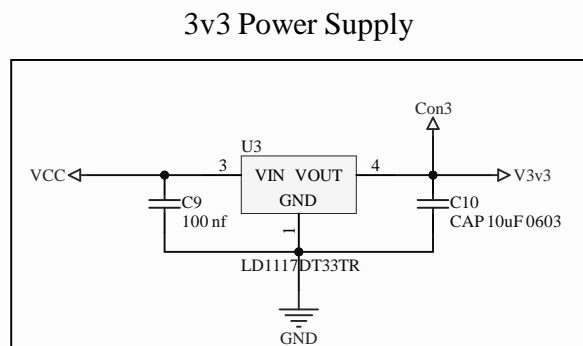 3v3 Power Supply
Con3
U3
VCC
3
VIN VOUT
4
V3v3
GND
C9
100 nf
C10
CAP 10uF 0603
1
LD1117DT33TR
GND